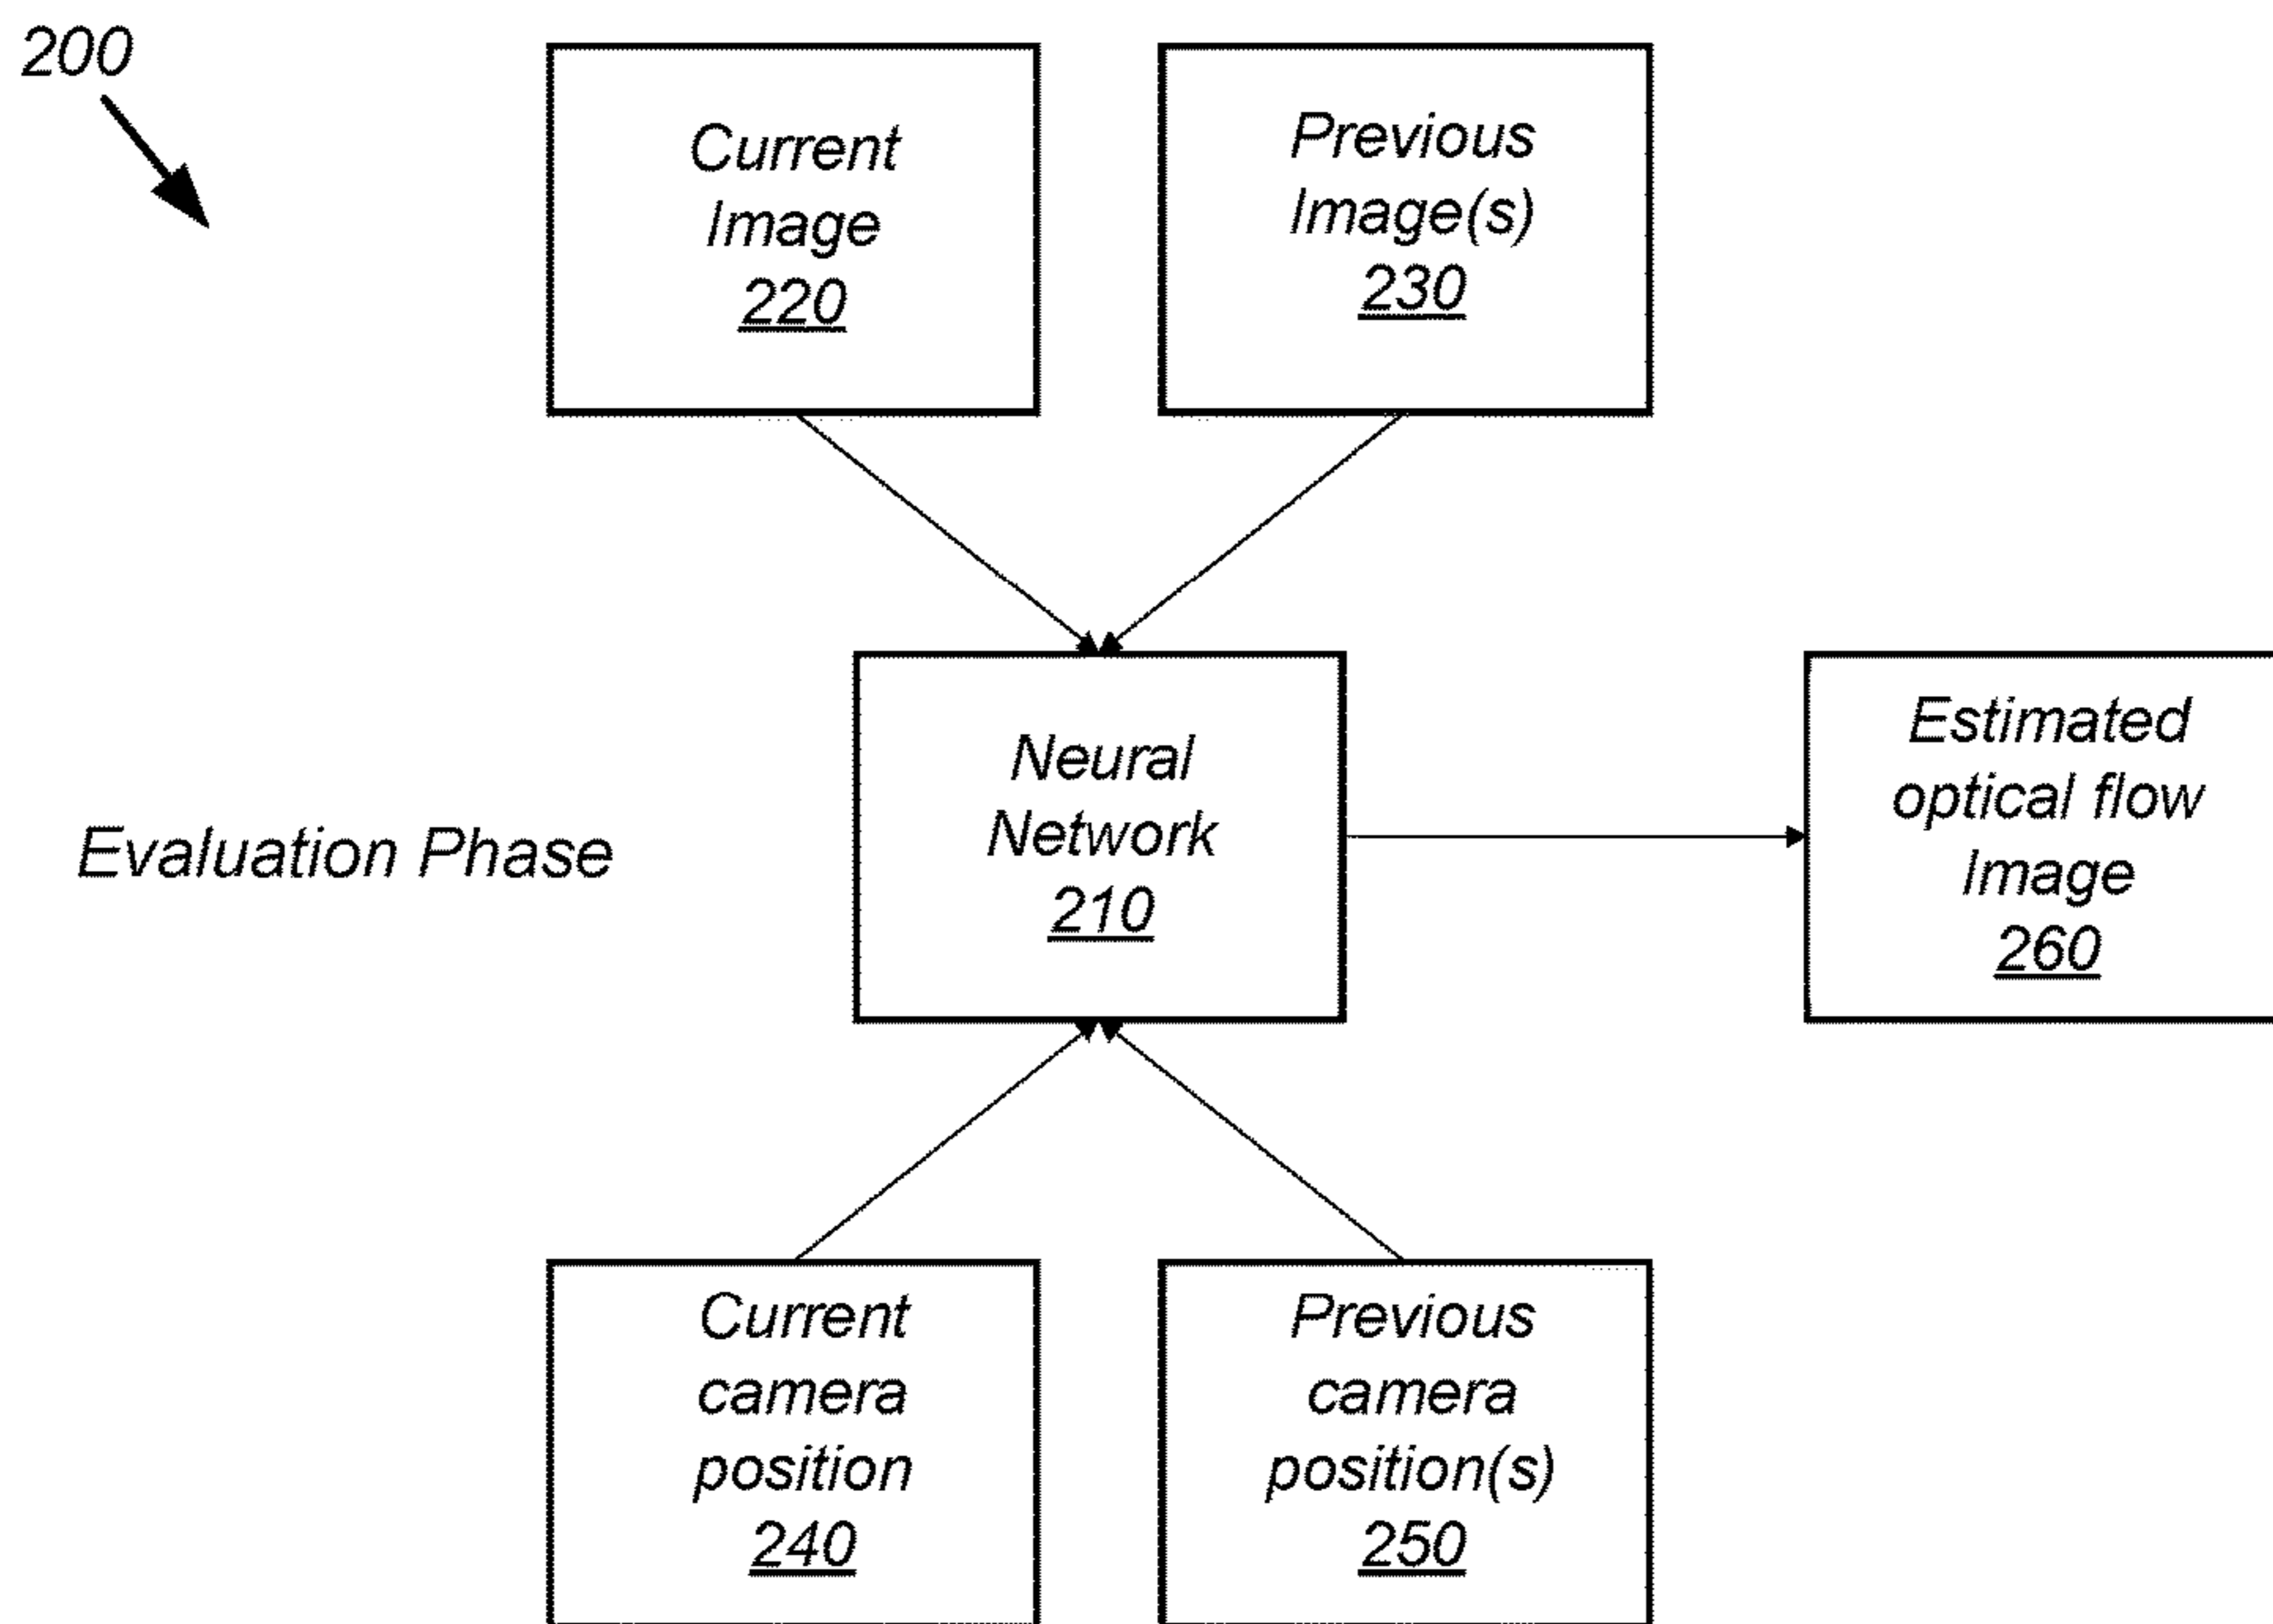 200
Current
Image
220
Previous
Image(s)
230
Evaluation Phase
Neural
Network
210
Estimated
optical flow
Image
260
Current
camera
position
240
Previous
camera
position(s)
250